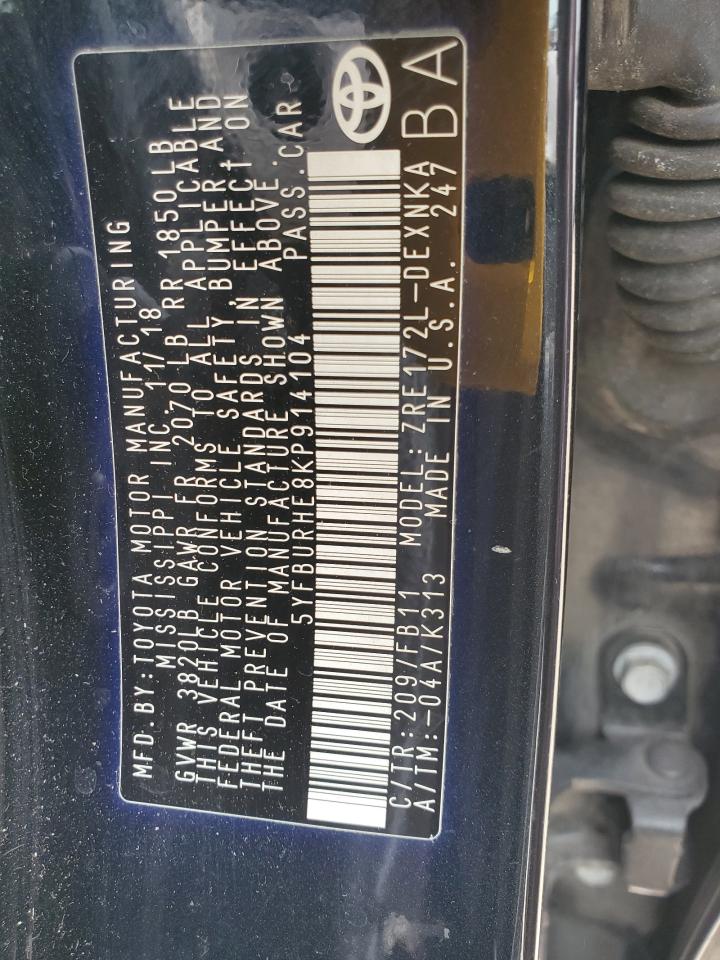 MFD.BY:TOYOTA MOTOR MANUFACTURING
MISSISSIPPI INC. 11/18
GVWR 3820LB GAWR FR 2070 LB RR 1850LB
THIS VEHICLE CONFORMS TO ALL APPLICABLE
FEDERAL MOTOR VEHICLE SAFETY, BUMPER AND
THEFT PREVENTION STANDARDS IN EFFECT ON
THE DATE OF MANUFACTURE SHOWN ABOVE.
5YFBURHE8KP914104 PASS.CAR
C/TR:209/FB11 MODEL:ZRE172L-DEXNKA
A/TM:-04A/K313 MADE IN U.S.A. 247
BA